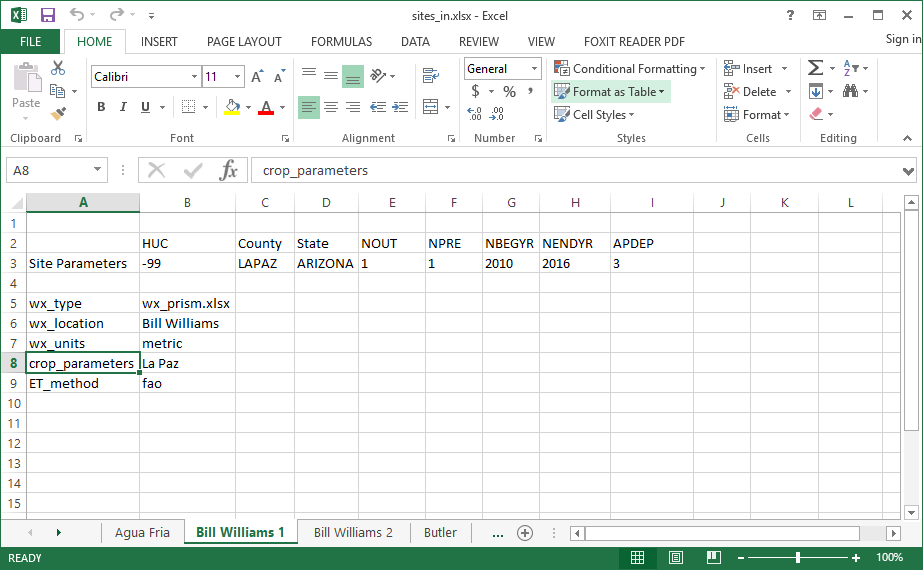 sites_in.xlsx - Excel
?
FILE HOME INSERT PAGE LAYOUT FORMULAS DATA REVIEW VIEW FOXIT READER PDF Sign in
Paste
Calibri 11 A A
B I U A
General
$ % ,
.00 .0
Conditional Formatting
Format as Table
Cell Styles
Insert
Delete
Format
Clipboard Font Alignment Number Styles Cells Editing
A8 fx crop_parameters
A B C D E F G H I J K L
1
2 HUC County State NOUT NPRE NBEGYR NENDYR APDEP
3 Site Parameters -99 LAPAZ ARIZONA 1 1 2010 2016 3
4
5 wx_type wx_prism.xlsx
6 wx_location Bill Williams
7 wx_units metric
8 crop_parameters La Paz
9 ET_method fao
10
11
12
13
14
15
Agua Fria Bill Williams 1 Bill Williams 2 Butler ...
READY 100%